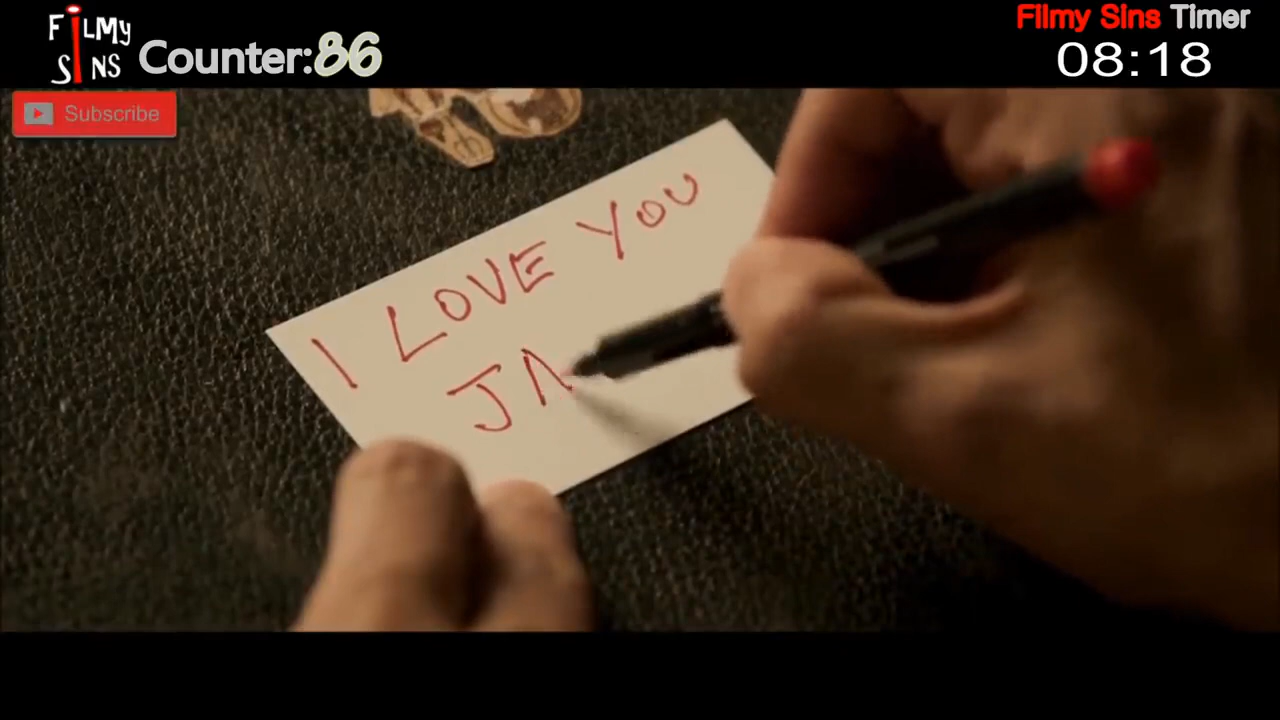 FiLMY
SiNS
Counter:86
Filmy Sins Timer
08:18
Subscribe
I LOVE YOU
JA